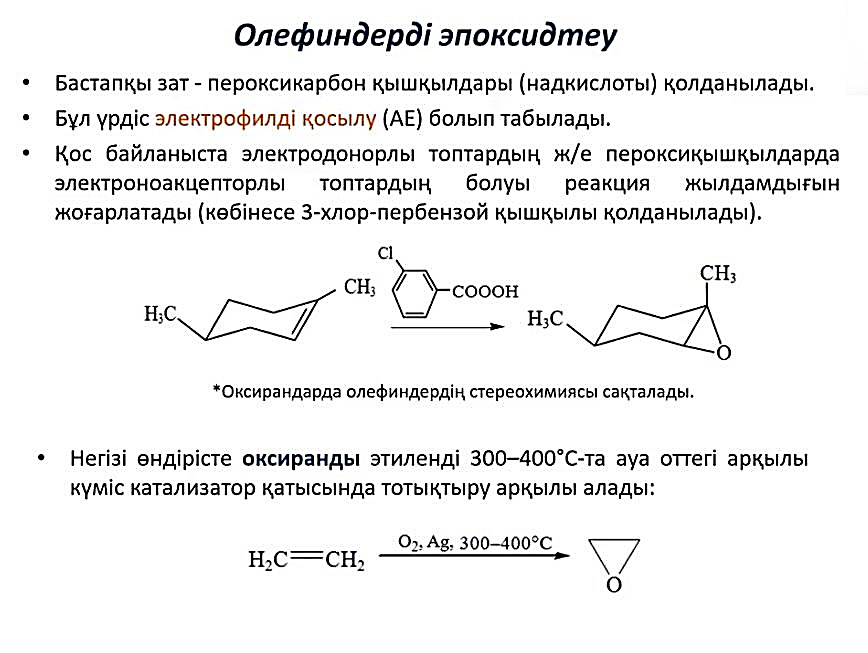 Олефиндерді эпоксидтеу
• Бастапқы зат - пероксикарбон қышқылдары (надкислоты) қолданылады.
• Бұл үрдіс электрофилді қосылу (АЕ) болып табылады.
• Қос байланыста электродонорлы топтардың ж/е пероксиқышқылдарда
электроноакцепторлы топтардың болуы реакция жылдамдығын
жоғарлатады (көбінесе 3-хлор-пербензой қышқылы қолданылады).
Cl
COOOH
H₃C
CH₃
H₃C
CH₃
O
*Оксирандарда олефиндердің стереохимиясы сақталады.
• Негізі өндірісте оксиранды этиленді 300–400°С-та ауа оттегі арқылы
күміс катализатор қатысында тотықтыру арқылы алады:
H₂C=CH₂
O₂, Ag, 300–400°C
O